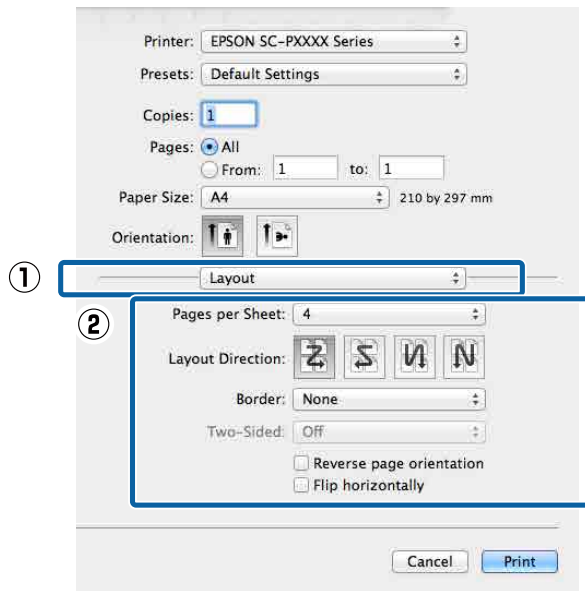 Printer: EPSON SC-PXXXX Series
Presets: Default Settings
Copies: 1
Pages: All
From: 1 to: 1
Paper Size: A4 210 by 297 mm
Orientation:
① Layout
②
Pages per Sheet: 4
Layout Direction:
Border: None
Two-Sided: Off
Reverse page orientation
Flip horizontally
Cancel Print